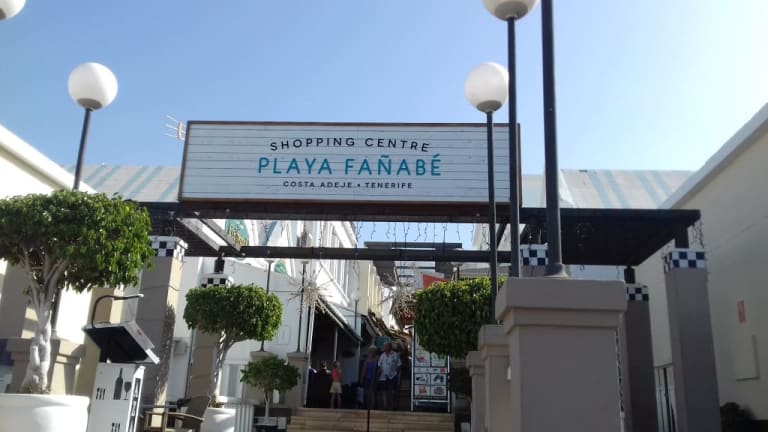 SHOPPING CENTRE
PLAYA FAÑABÉ
COSTA ADEJE • TENERIFE